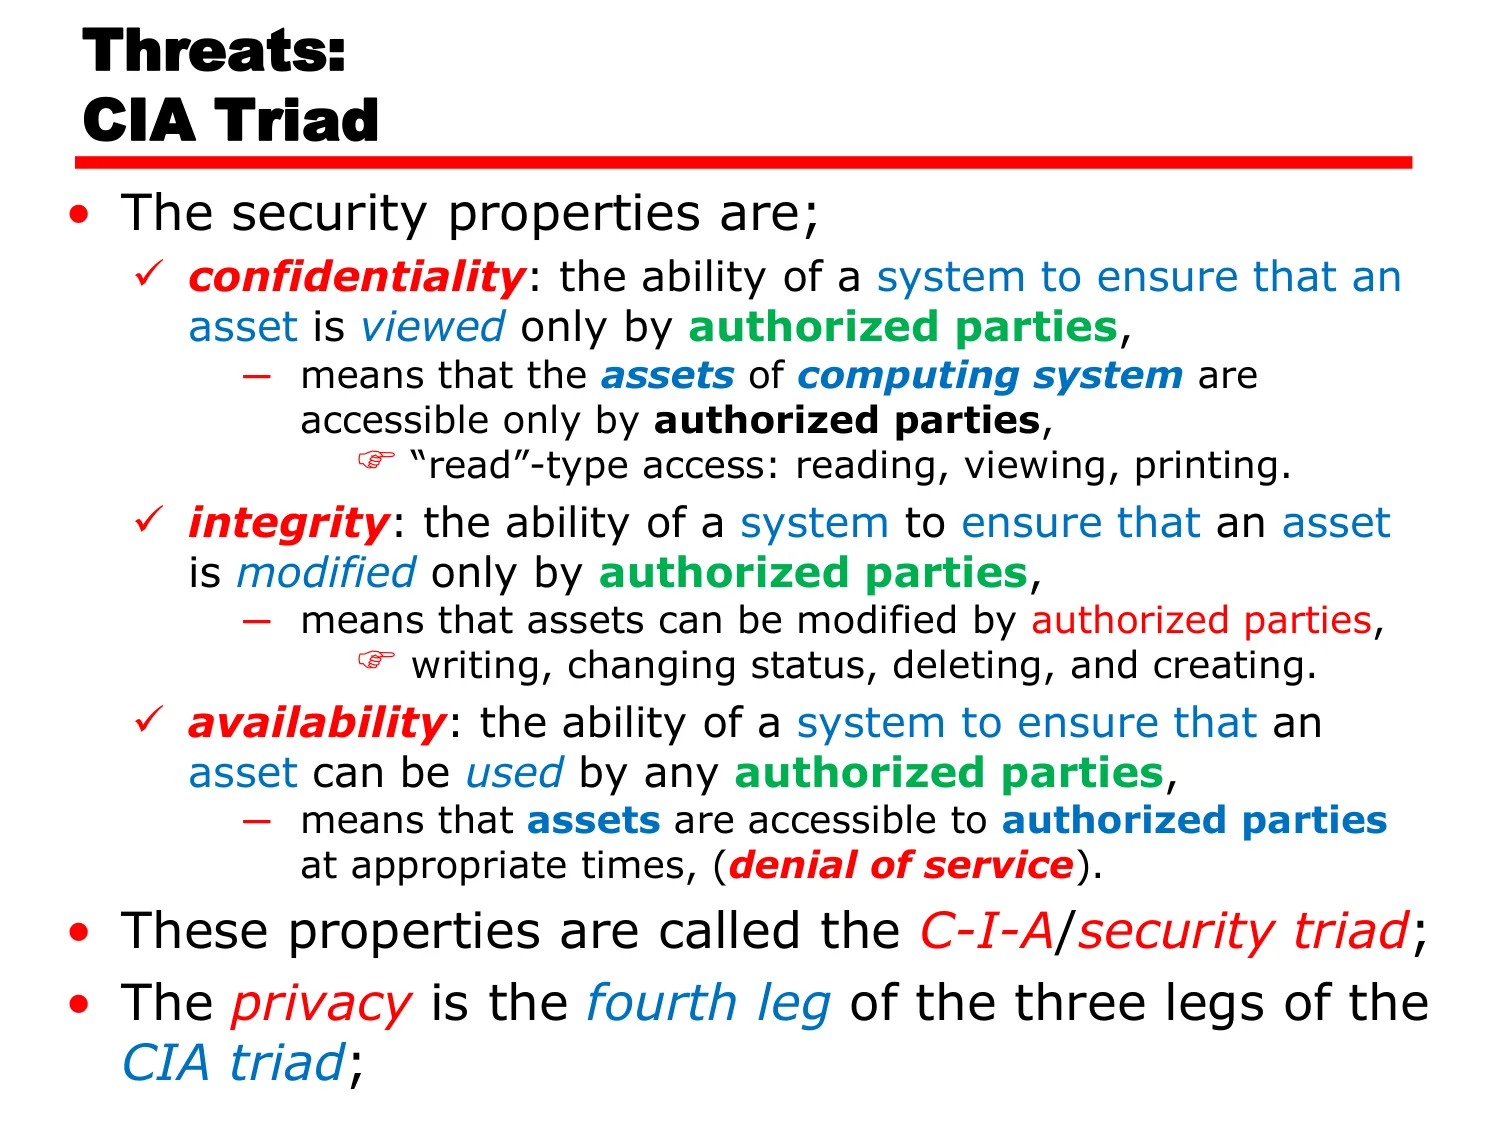 Threats:
CIA Triad
• The security properties are;
✓ confidentiality: the ability of a system to ensure that an
asset is viewed only by authorized parties,
– means that the assets of computing system are
accessible only by authorized parties,
☞ “read”-type access: reading, viewing, printing.
✓ integrity: the ability of a system to ensure that an asset
is modified only by authorized parties,
– means that assets can be modified by authorized parties,
☞ writing, changing status, deleting, and creating.
✓ availability: the ability of a system to ensure that an
asset can be used by any authorized parties,
– means that assets are accessible to authorized parties
at appropriate times, (denial of service).
• These properties are called the C-I-A/security triad;
• The privacy is the fourth leg of the three legs of the
CIA triad;